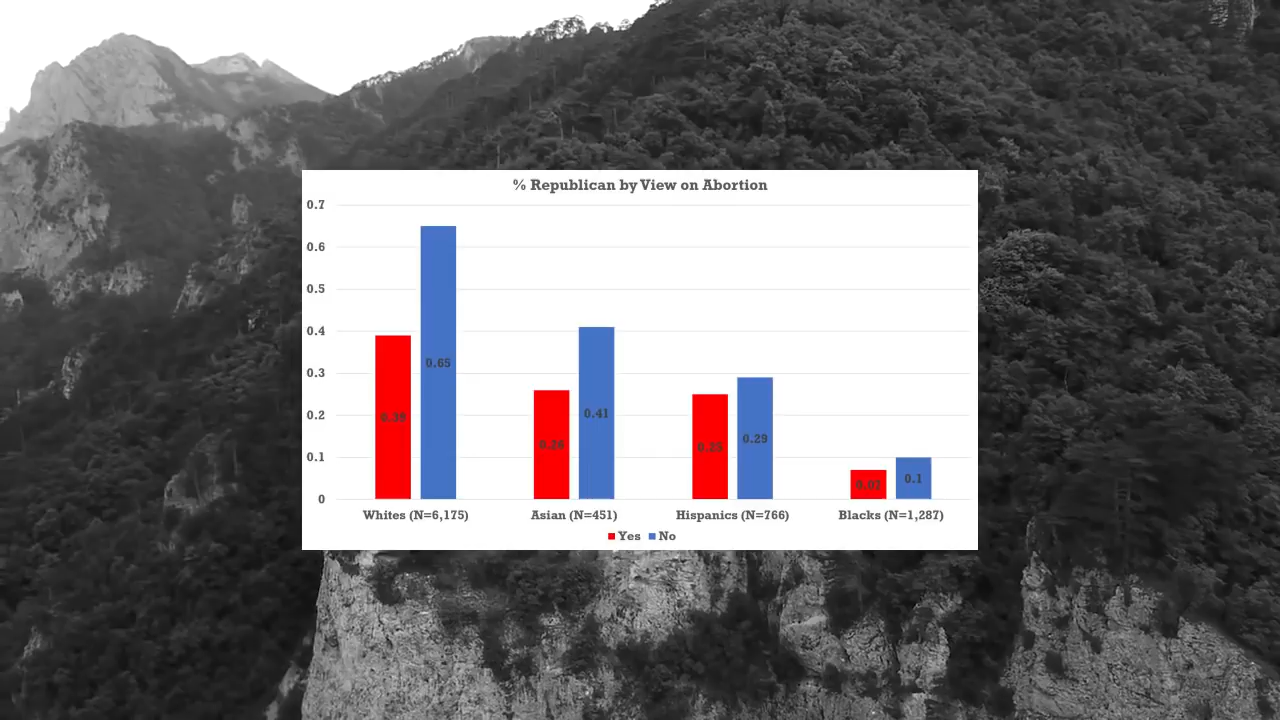 % Republican by View on Abortion
0.7
0.6
0.5
0.4
0.3
0.2
0.1
0
0.39
0.65
0.26
0.41
0.25
0.29
0.07
0.1
Whites (N=6,175)
Asian (N=451)
Hispanics (N=766)
Blacks (N=1,287)
Yes
No